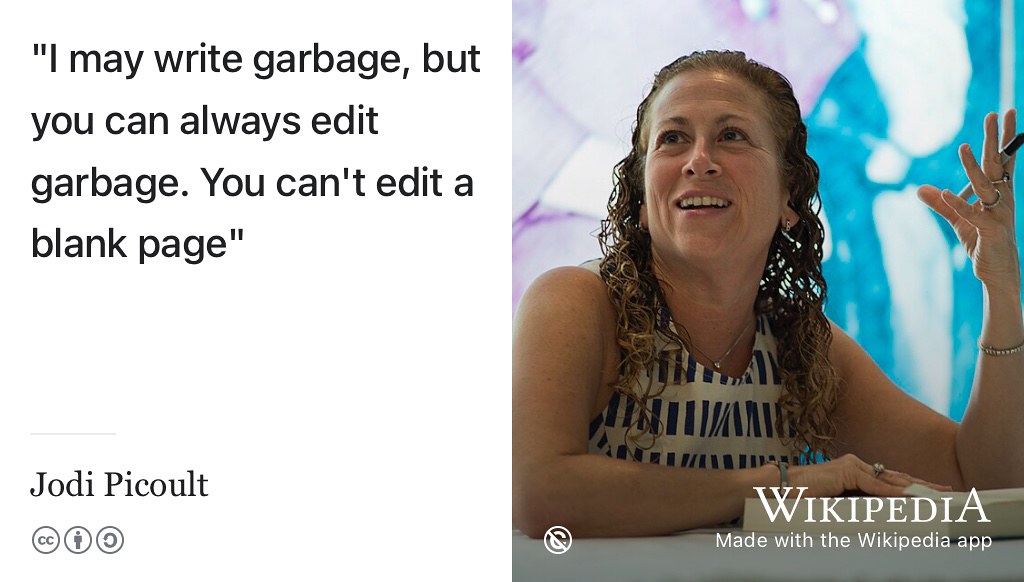 "I may write garbage, but
you can always edit
garbage. You can't edit a
blank page"
Jodi Picoult
cc
WIKIPEDIA
Made with the Wikipedia app